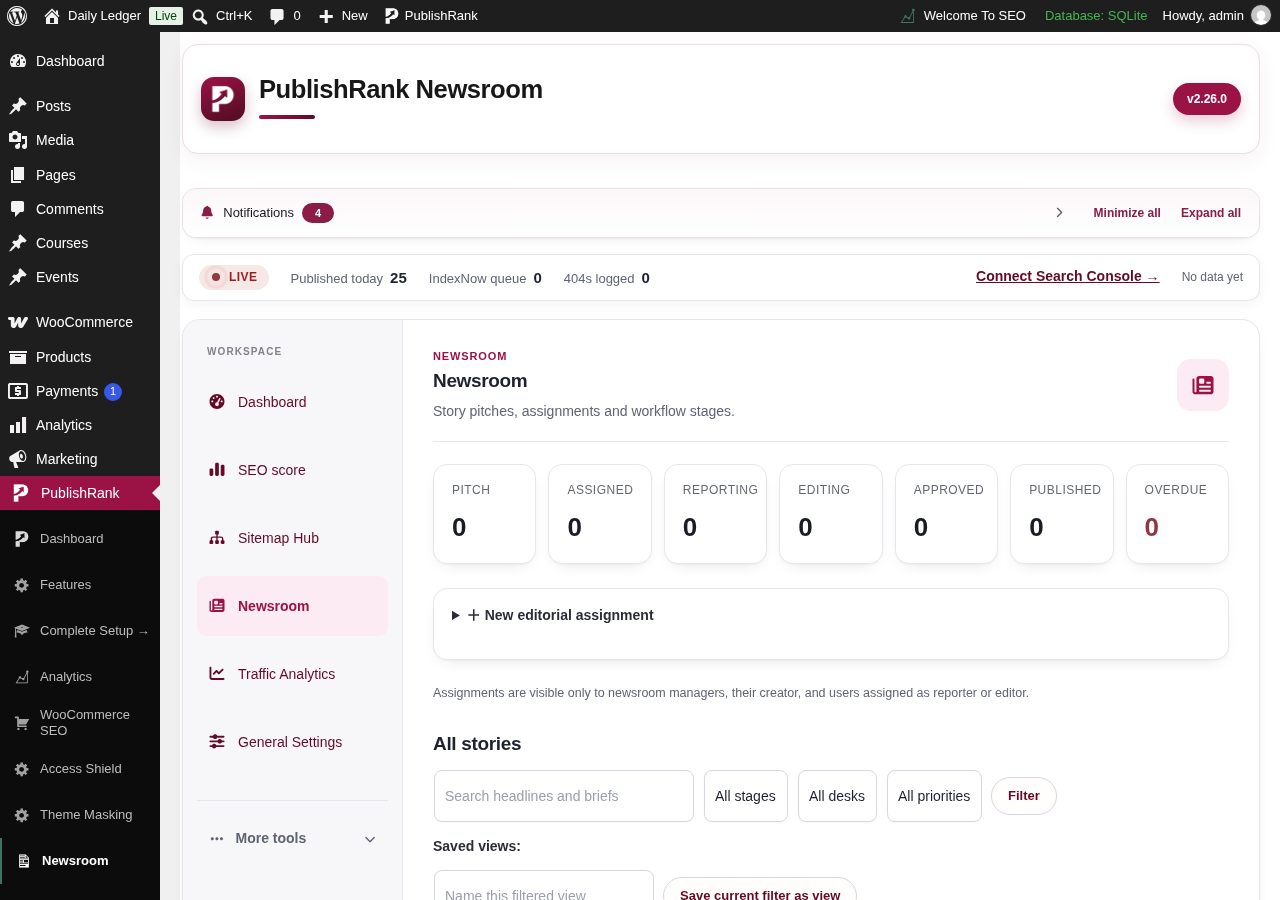 Daily Ledger Live Ctrl+K 0 New PublishRank Welcome To SEO Database: SQLite Howdy, admin
Dashboard
Posts
Media
Pages
Comments
Courses
Events
WooCommerce
Products
Payments 1
Analytics
Marketing
PublishRank
Dashboard
Features
Complete Setup →
Analytics
WooCommerce
SEO
Access Shield
Theme Masking
Newsroom
PublishRank Newsroom
v2.26.0
Notifications 4
Minimize all Expand all
LIVE Published today 25 IndexNow queue 0 404s logged 0 Connect Search Console → No data yet
WORKSPACE
Dashboard
SEO score
Sitemap Hub
Newsroom
Traffic Analytics
General Settings
More tools
NEWSROOM
Newsroom
Story pitches, assignments and workflow stages.
PITCH ASSIGNED REPORTING EDITING APPROVED PUBLISHED OVERDUE
0 0 0 0 0 0 0
+ New editorial assignment
Assignments are visible only to newsroom managers, their creator, and users assigned as reporter or editor.
All stories
Search headlines and briefs All stages All desks All priorities Filter
Saved views:
Name this filtered view Save current filter as view